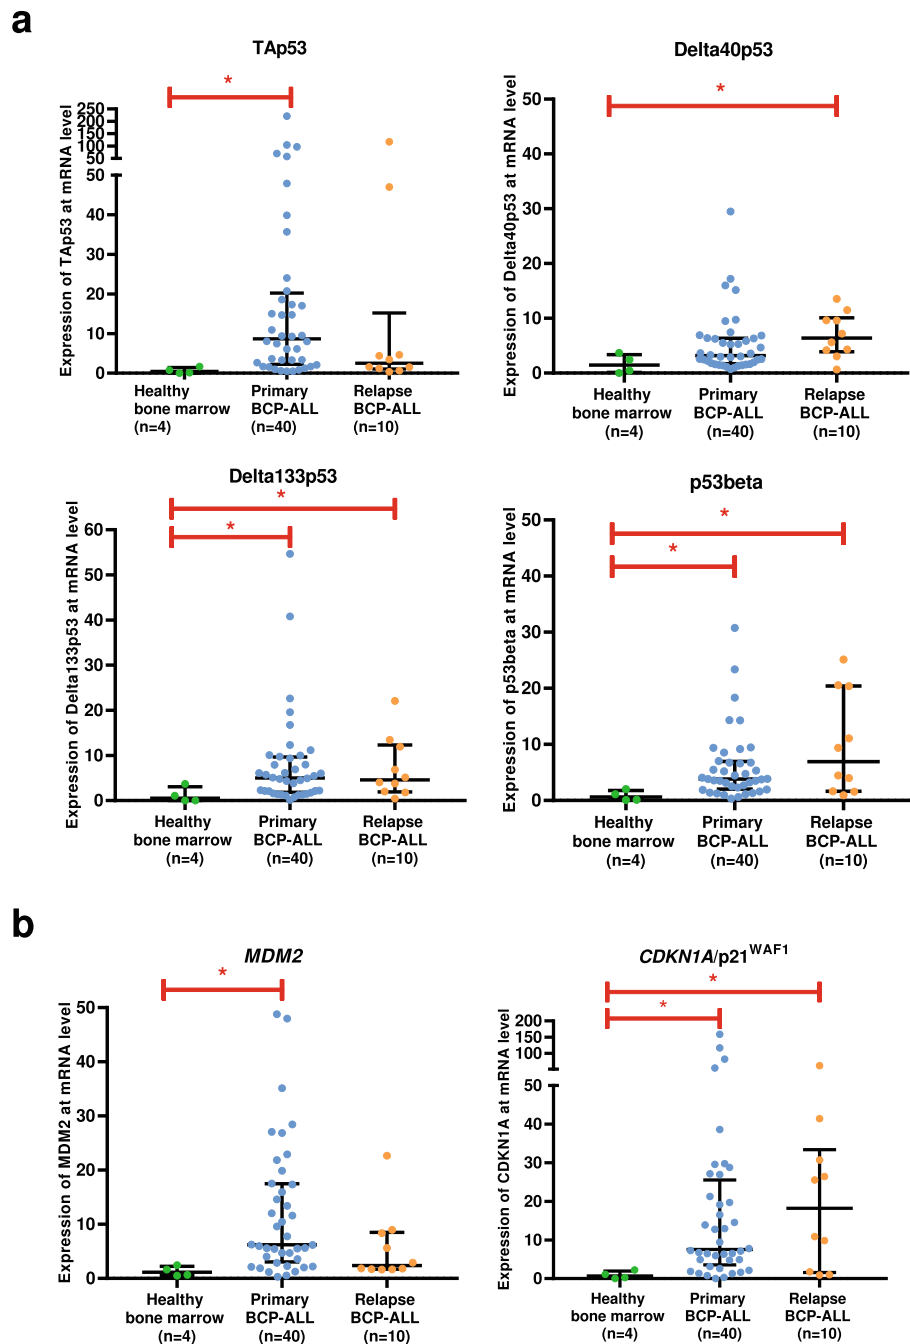 a
TAp53
*
Expression of TAp53 at mRNA level
250
200
150
100
50
50
40
30
20
10
0
Healthy bone marrow (n=4)
Primary BCP-ALL (n=40)
Relapse BCP-ALL (n=10)
Delta40p53
*
Expression of Delta40p53 at mRNA level
50
40
30
20
10
0
Healthy bone marrow (n=4)
Primary BCP-ALL (n=40)
Relapse BCP-ALL (n=10)
Delta133p53
*
*
Expression of Delta133p53 at mRNA level
60
50
40
30
20
10
0
Healthy bone marrow (n=4)
Primary BCP-ALL (n=40)
Relapse BCP-ALL (n=10)
p53beta
*
*
Expression of p53beta at mRNA level
50
40
30
20
10
0
Healthy bone marrow (n=4)
Primary BCP-ALL (n=40)
Relapse BCP-ALL (n=10)
b
MDM2
*
Expression of MDM2 at mRNA level
50
40
30
20
10
0
Healthy bone marrow (n=4)
Primary BCP-ALL (n=40)
Relapse BCP-ALL (n=10)
CDKN1A/p21WAF1
*
*
Expression of CDKN1A at mRNA level
200
150
100
50
40
30
20
10
0
Healthy bone marrow (n=4)
Primary BCP-ALL (n=40)
Relapse BCP-ALL (n=10)